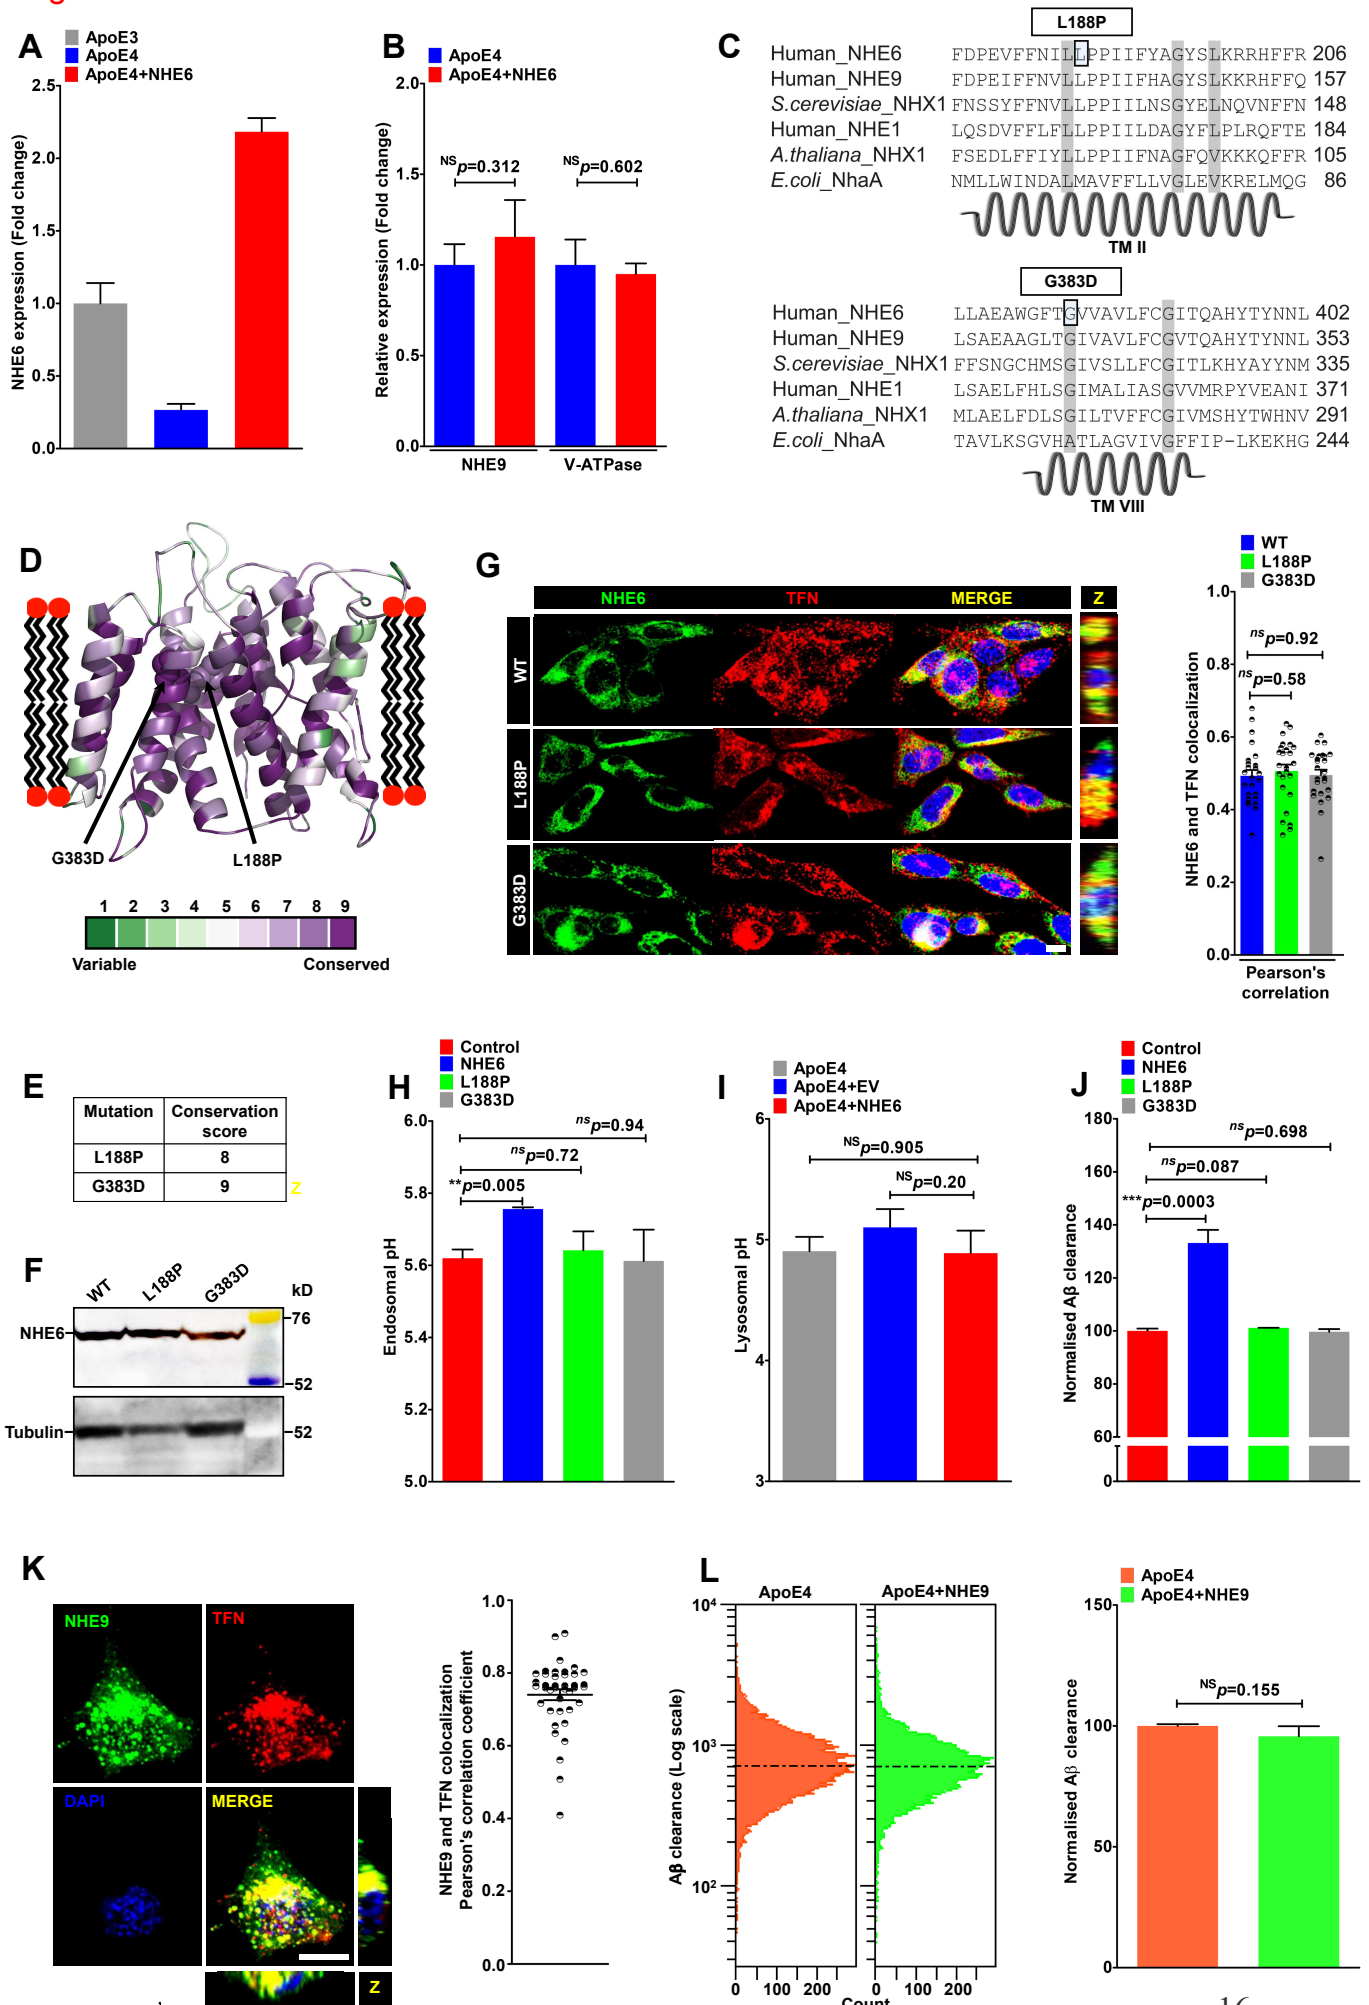 A
ApoE3
ApoE4
ApoE4+NHE6
NHE6 expression (Fold change)
2.5
2.0
1.5
1.0
0.5
0.0
B
ApoE4
ApoE4+NHE6
Relative expression (Fold change)
2.0
1.5
1.0
0.5
0.0
NSp=0.312
NSp=0.602
NHE9
V-ATPase
C
L188P
Human_NHE6 FDPEVFFNILLPPIIFYAGYSLKRRHFFR 206
Human_NHE9 FDPEIFFNVLLPPIIFHAGYSLKKRHFFQ 157
S.cerevisiae_NHX1 FNSSYFFNVLLPPIILNSGYELNQVNFFN 148
Human_NHE1 LQSDVFFLFLLPPIILDAGYFLPLRQFTE 184
A.thaliana_NHX1 FSEDLFFIYLLPPIIFNAGFQVKKKQFFR 105
E.coli_NhaA NMLLWINDALMAVFFLLVGLEVKRELMQG 86
TM II
G383D
Human_NHE6 LLAEAWGFTGVVAVLFCGITQAHYTYNNL 402
Human_NHE9 LSAEAAGLTGIVAVLFCGVTQAHYTYNNL 353
S.cerevisiae_NHX1 FFSNGCHMSGIVSLLFCGITLKHYAYYNM 335
Human_NHE1 LSAELFHLSGIMALIASGVVMRPYVEANI 371
A.thaliana_NHX1 MLAELFDLSGILTVFFCGIVMSHYTWHNV 291
E.coli_NhaA TAVLKSGVHATLAGVIVGFFIP-LKEKHG 244
TM VIII
D
G383D
L188P
1 2 3 4 5 6 7 8 9
Variable Conserved
G
NHE6 TFN MERGE Z
WT
L188P
G383D
WT
L188P
G383D
NHE6 and TFN colocalization
1.0
0.8
0.6
0.4
0.2
0.0
nsp=0.92
nsp=0.58
Pearson's
correlation
E
Mutation Conservation
score
L188P 8
G383D 9
Z
F
WT L188P G383D kD
NHE6
76
52
Tubulin
52
H
Control
NHE6
L188P
G383D
Endosomal pH
6.0
5.8
5.6
5.4
5.2
5.0
nsp=0.94
nsp=0.72
**p=0.005
I
ApoE4
ApoE4+EV
ApoE4+NHE6
Lysosomal pH
6
5
4
3
NSp=0.905
NSp=0.20
J
Control
NHE6
L188P
G383D
Normalised Aβ clearance
180
160
140
120
100
80
60
0
nsp=0.698
nsp=0.087
***p=0.0003
K
NHE9
TFN
DAPI
MERGE
Z
NHE9 and TFN colocalization
Pearson's correlation coefficient
1.0
0.8
0.6
0.4
0.2
0.0
L
ApoE4
ApoE4+NHE9
Aβ clearance (Log scale)
10⁴
10³
10²
0 100 200
0 100 200
Count
ApoE4
ApoE4+NHE9
Normalised Aβ clearance
150
100
50
0
NSp=0.155